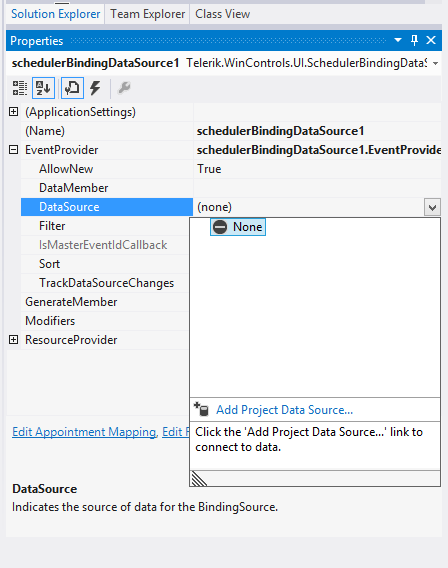 Solution Explorer Team Explorer Class View
Properties
schedulerBindingDataSource1 Telerik.WinControls.UI.SchedulerBindingDataS
(ApplicationSettings)
(Name) schedulerBindingDataSource1
EventProvider schedulerBindingDataSource1.EventProvide
AllowNew True
DataMember
DataSource (none)
Filter
None
IsMasterEventIdCallback
Sort
TrackDataSourceChanges
GenerateMember
Modifiers
ResourceProvider
Add Project Data Source...
Edit Appointment Mapping, Edit R
Click the 'Add Project Data Source...' link to
connect to data.
DataSource
Indicates the source of data for the BindingSource.